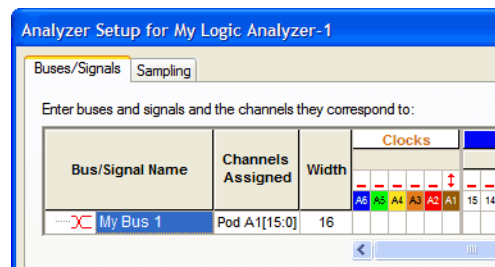 Analyzer Setup for My Logic Analyzer-1
Buses/Signals Sampling
Enter buses and signals and the channels they correspond to:
Bus/Signal Name Channels Assigned Width Clocks
A6 A5 A4 A3 A2 A1 15 14
My Bus 1 Pod A1[15:0] 16